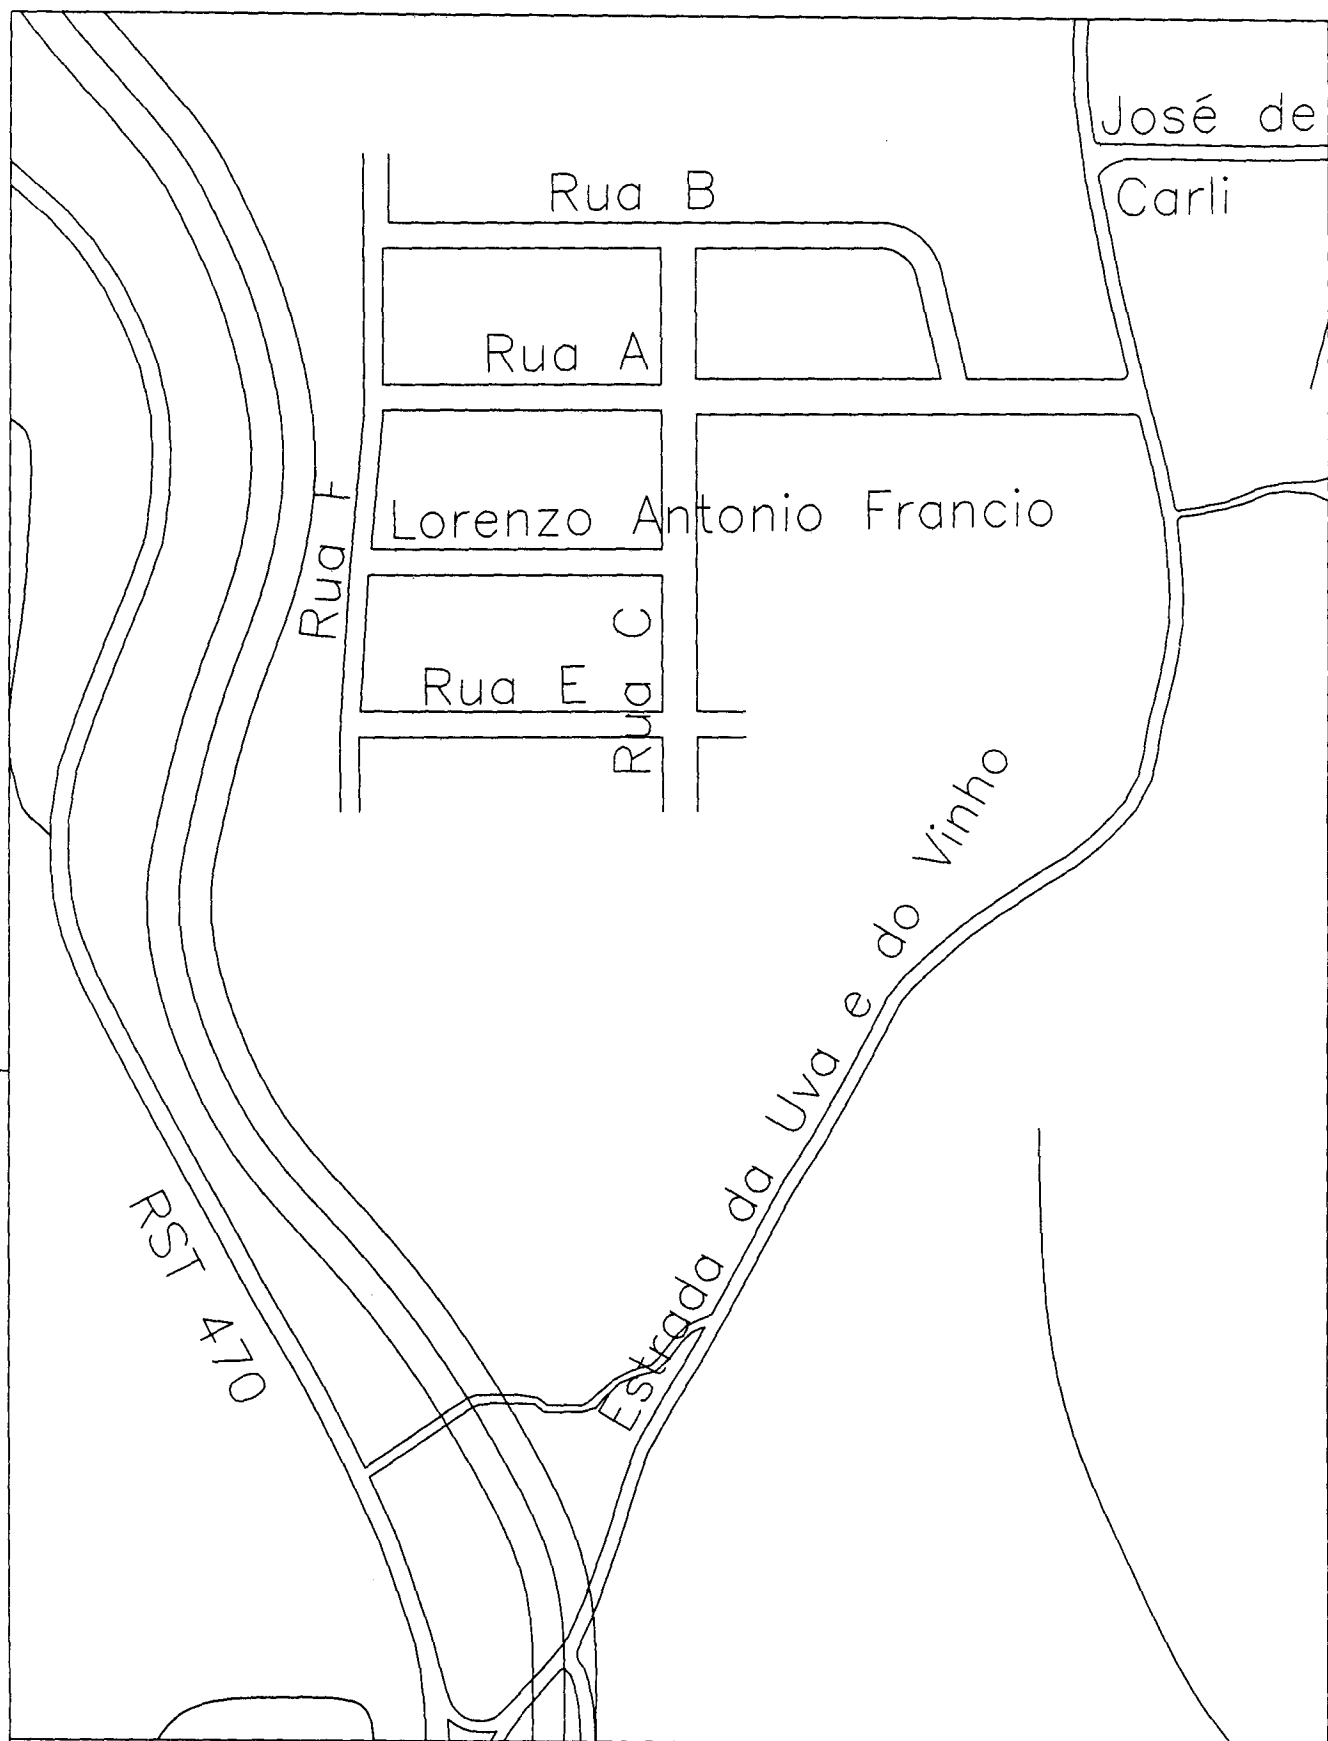 José de
Carli
Rua B
Rua A
Rua F
Lorenzo Antonio Francio
Rua C
Rua E
Estrada da Uva e do Vinho
RST 470